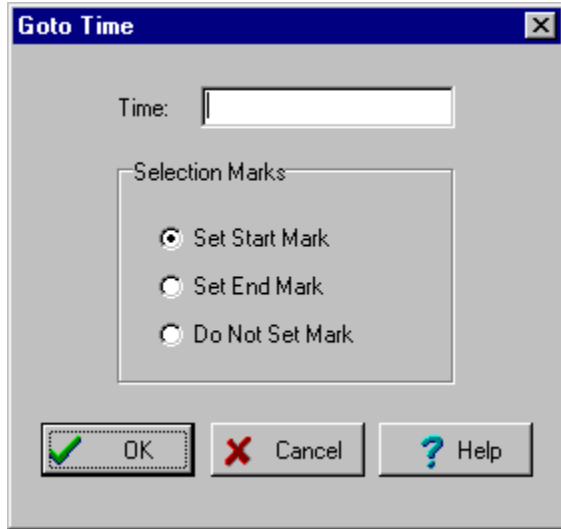 Goto Time
Time:
Selection Marks
Set Start Mark
Set End Mark
Do Not Set Mark
OK Cancel Help